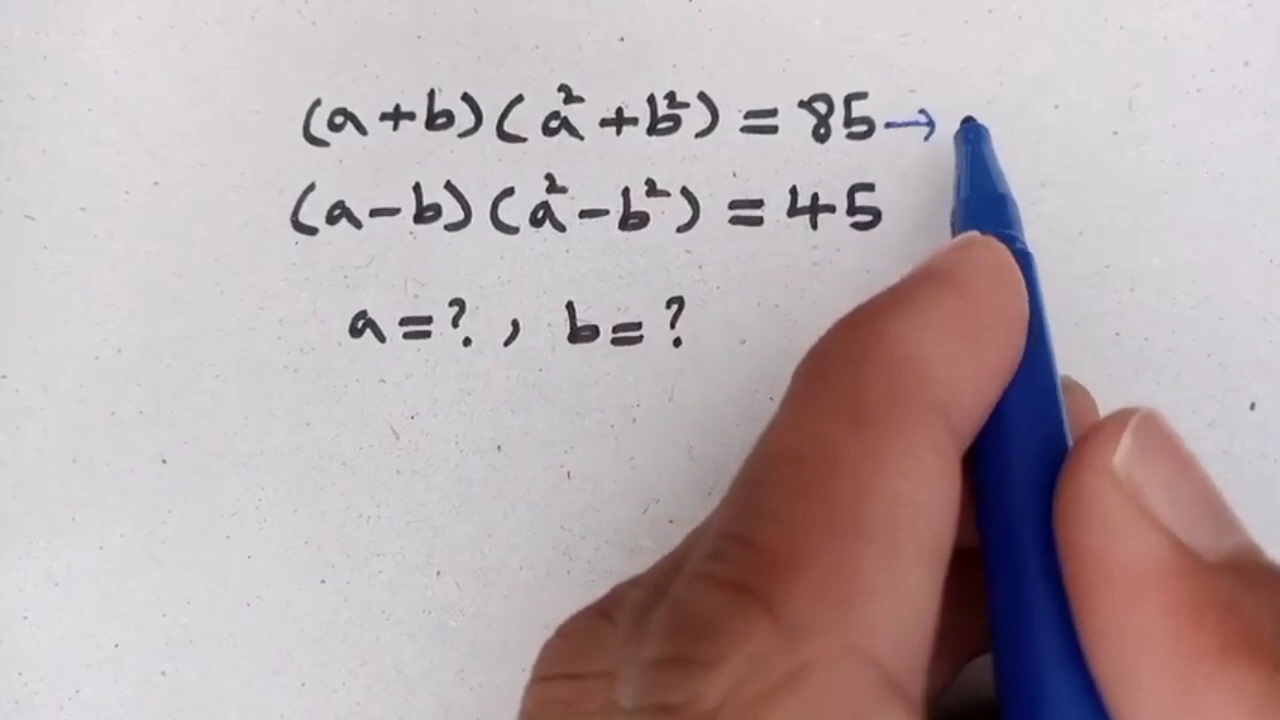 (a+b)(a²+b²) = 85 →
(a-b)(a²-b²) = 45
a = ? , b = ?